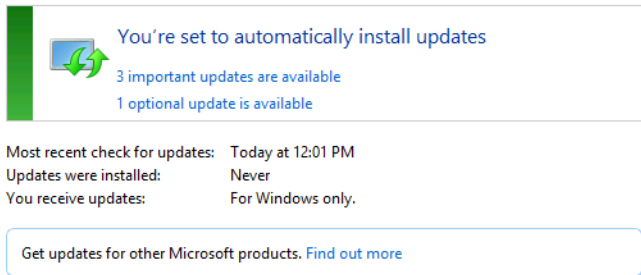 You're set to automatically install updates
3 important updates are available
1 optional update is available
Most recent check for updates: Today at 12:01 PM
Updates were installed: Never
You receive updates: For Windows only.
Get updates for other Microsoft products. Find out more